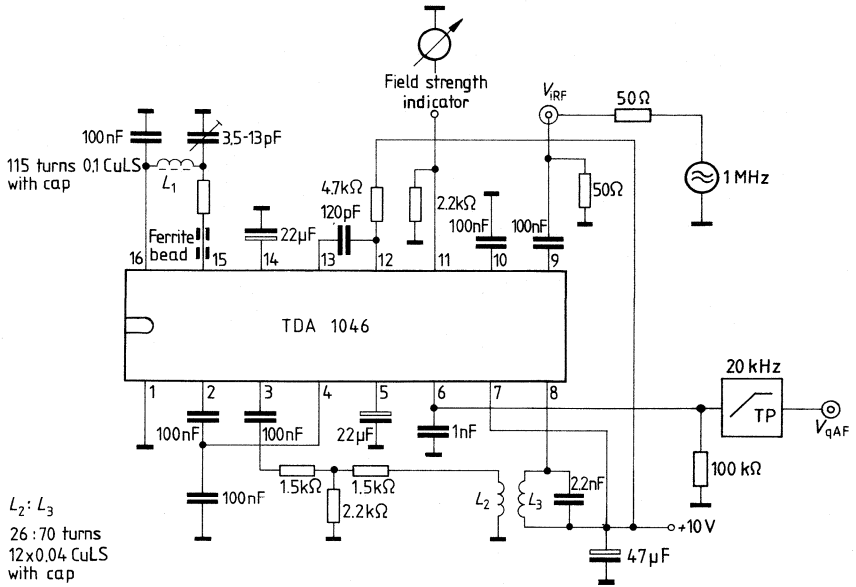 Field strength
indicator
ViRF
50Ω
1 MHz
100nF
3,5-13pF
115 turns 0,1 CuLS
with cap
L1
4.7kΩ
120pF
2.2kΩ
100nF
100nF
50Ω
Ferrite
bead
22µF
16
15
14
13
12
11
10
9
TDA 1046
1
2
3
4
5
6
7
8
20 kHz
TP
VqAF
100nF
100nF
22µF
1nF
100 kΩ
100nF
1.5kΩ
1.5kΩ
2.2kΩ
L2
L3
2.2nF
+10V
47µF
L2: L3
26:70 turns
12x0,04 CuLS
with cap